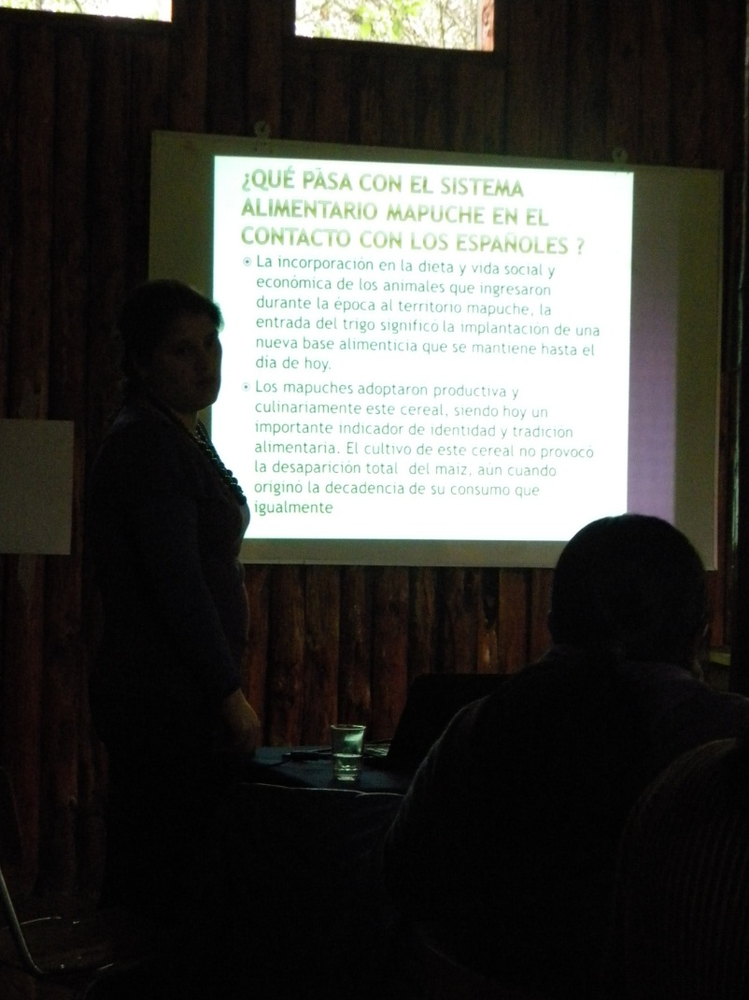 ¿QUÉ PASA CON EL SISTEMA
ALIMENTARIO MAPUCHE EN EL
CONTACTO CON LOS ESPAÑOLES ?
La incorporación en la dieta y vida social y
económica de los animales que ingresaron
durante la época al territorio mapuche, la
entrada del trigo significó la implantación de una
nueva base alimenticia que se mantiene hasta el
día de hoy.
Los mapuches adoptaron productiva y
culinariamente este cereal, siendo hoy un
importante indicador de identidad y tradición
alimentaria. El cultivo de este cereal no provocó
la desaparición total del maíz, aún cuando
originó la decadencia de su consumo que
igualmente